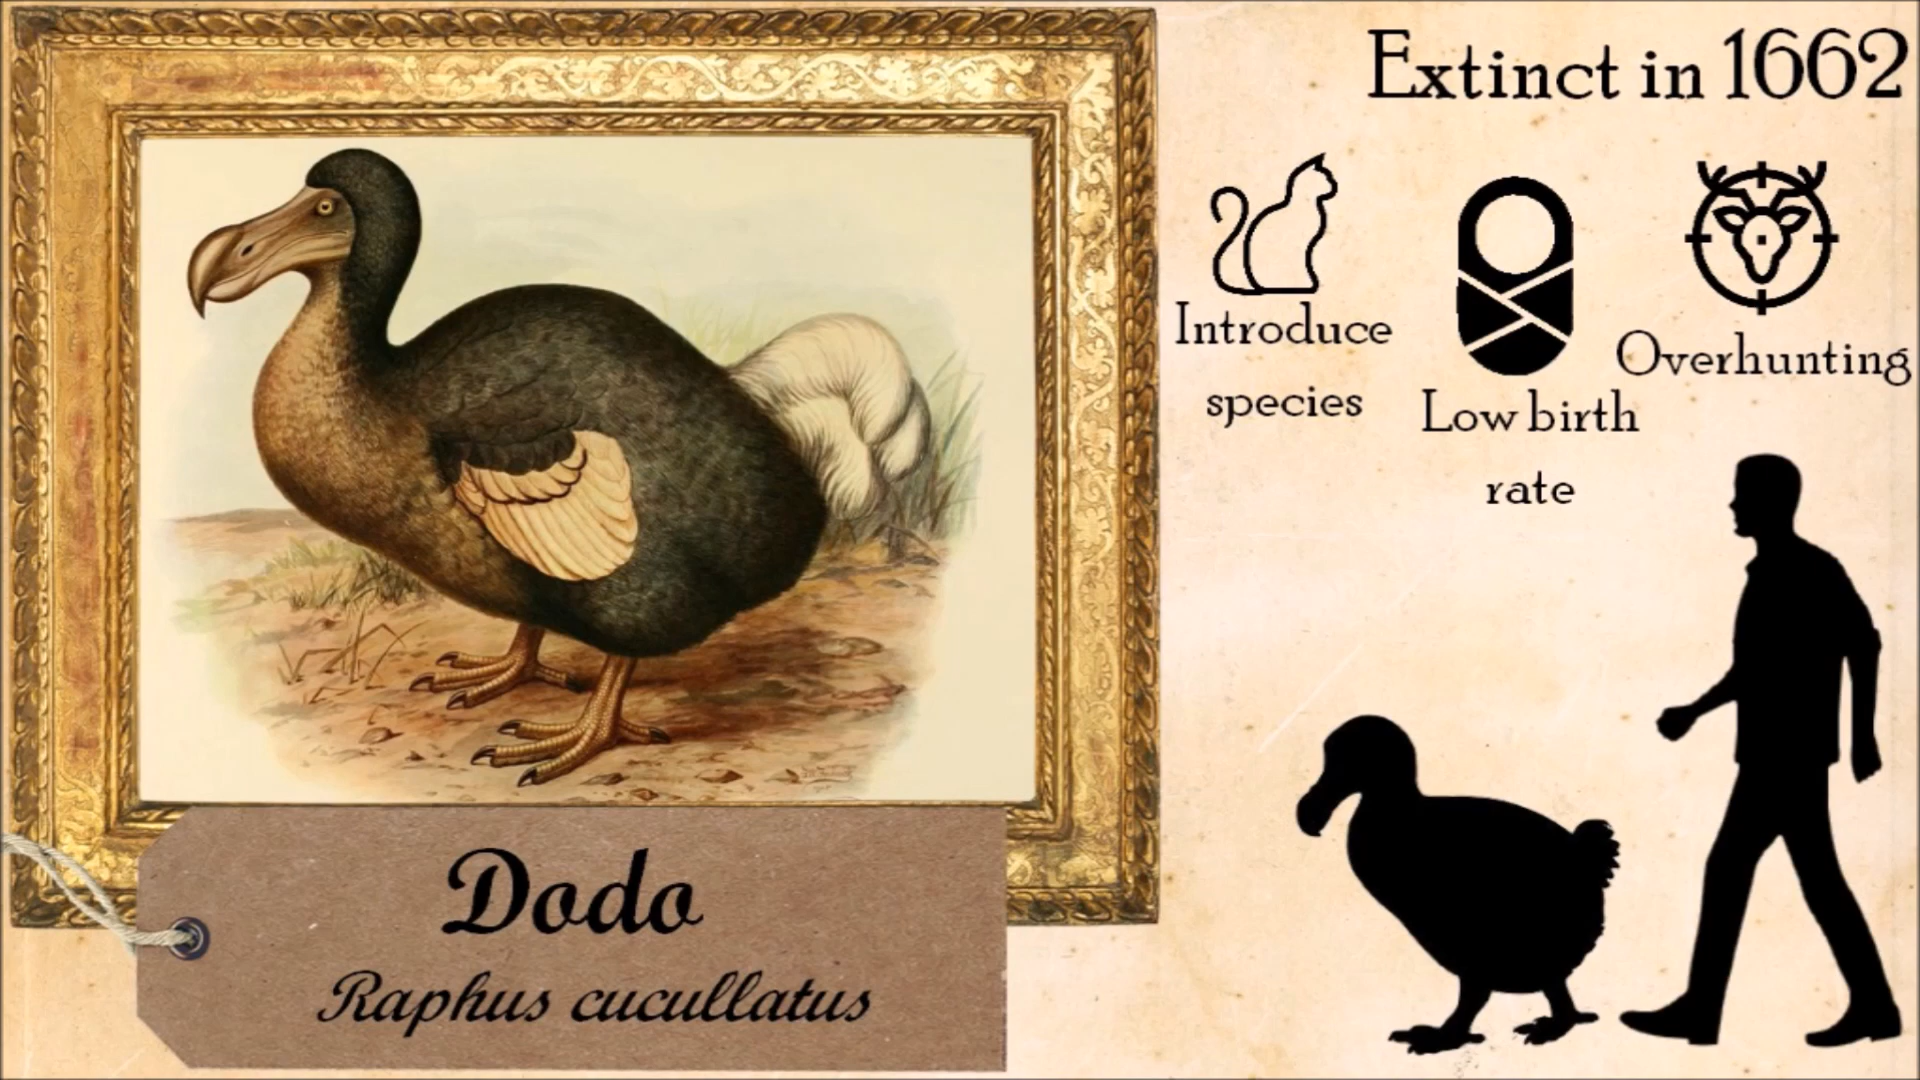 Extinct in 1662
Introduce
species
Low birth
rate
Overhunting
Dodo
Raphus cucullatus